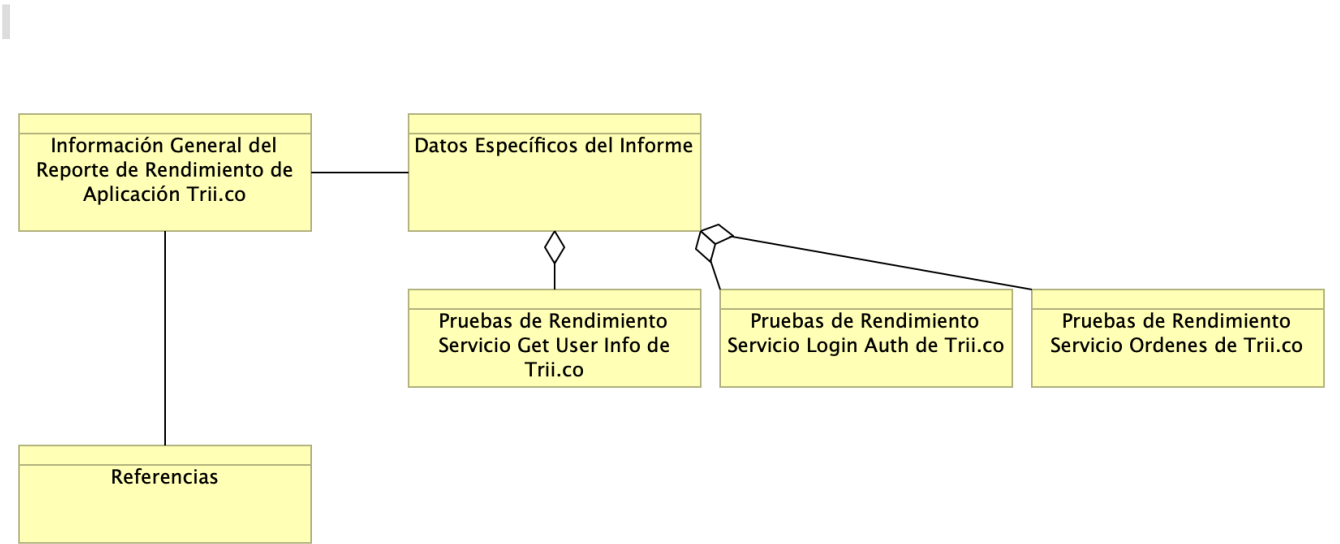 Información General del
Reporte de Rendimiento de
Aplicación Trii.co
Datos Específicos del Informe
Pruebas de Rendimiento
Servicio Get User Info de
Trii.co
Pruebas de Rendimiento
Servicio Login Auth de Trii.co
Pruebas de Rendimiento
Servicio Ordenes de Trii.co
Referencias